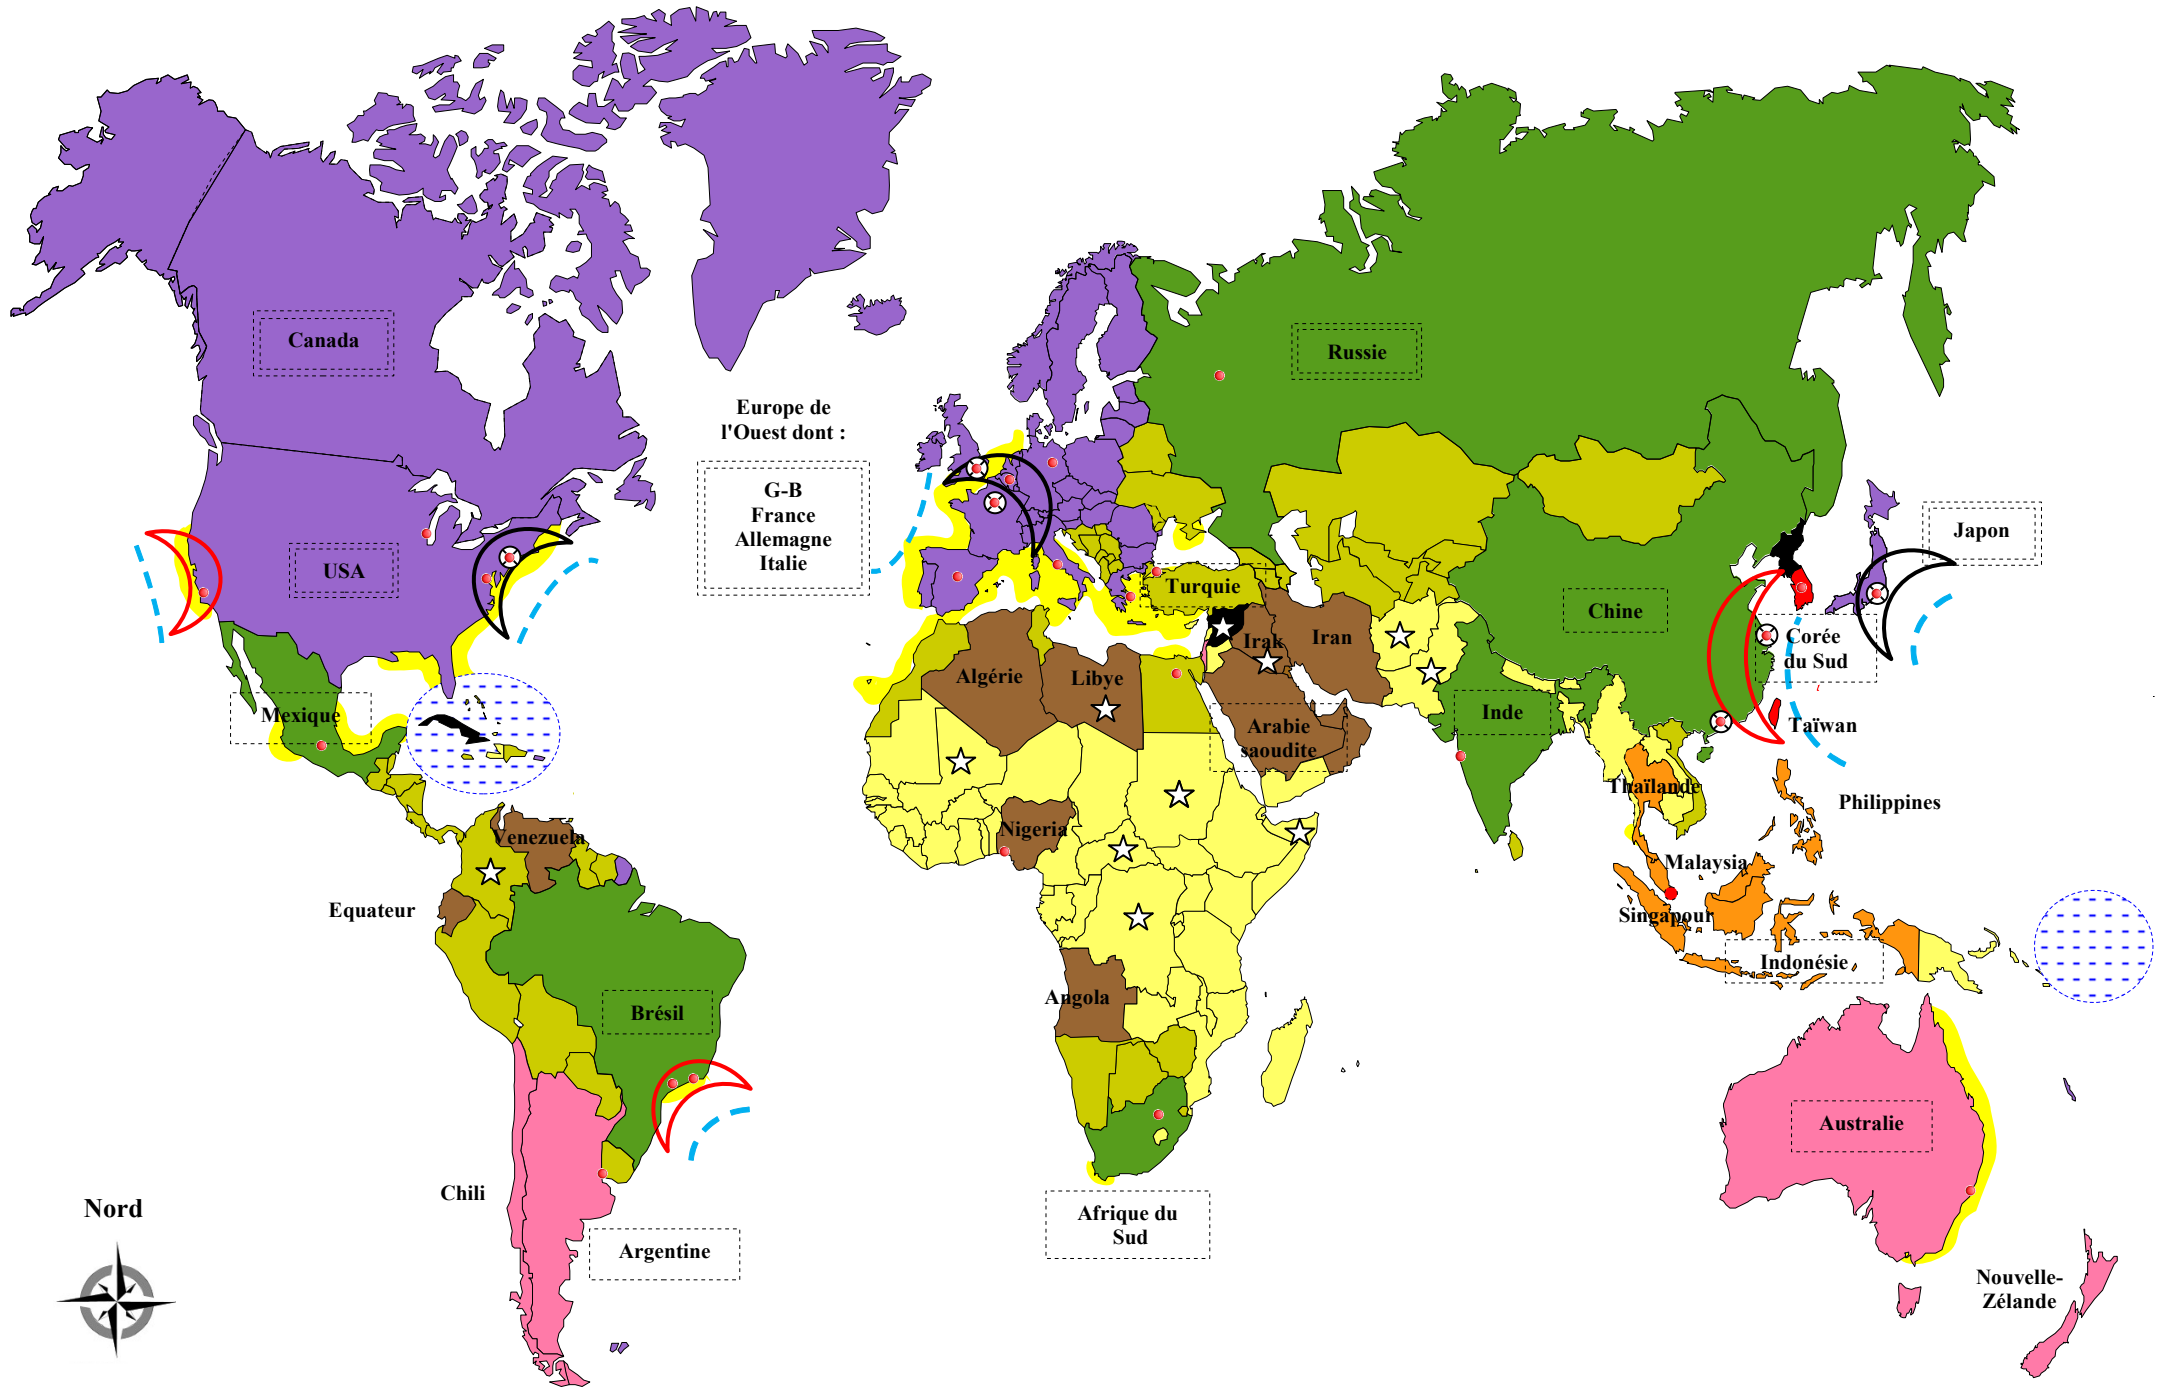 Canada
Russie
Europe de
l'Ouest dont :
G-B
France
Allemagne
Italie
Japon
USA
Turquie
Chine
Corée
du Sud
Irak
Iran
Algérie
Libye
Mexique
Inde
Arabie
saoudite
Taïwan
Thaïlande
Philippines
Venezuela
Nigeria
Malaysia
Equateur
Singapour
Indonésie
Angola
Brésil
Australie
Chili
Nord
Afrique du
Sud
Argentine
Nouvelle-
Zélande